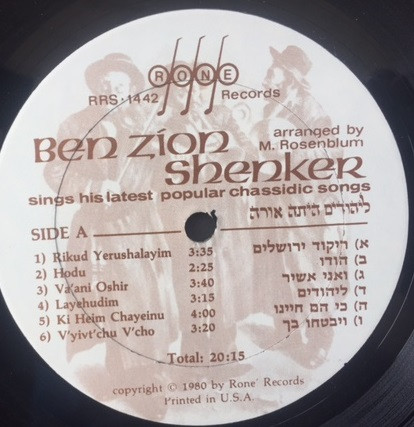 RONE
RRS·1442 Records
arranged by
M. Rosenblum
Ben Zion
Shenker
sings his latest popular chassidic songs
ליהודים היתה אורה
SIDE A
1) Rikud Yerushalayim 3:35 א) ריקוד ירושלים
2) Hodu 2:25 ב) הודו
3) Va'ani Oshir 3:40 ג) ואני אשיר
4) Layehudim 3:15 ד) ליהודים
5) Ki Heim Chayeinu 4:00 ה) כי הם חיינו
6) V'yivt'chu V'cho 3:20 ו) ויבטחו בך
Total: 20:15
copyright © 1980 by Rone' Records
Printed in U.S.A.